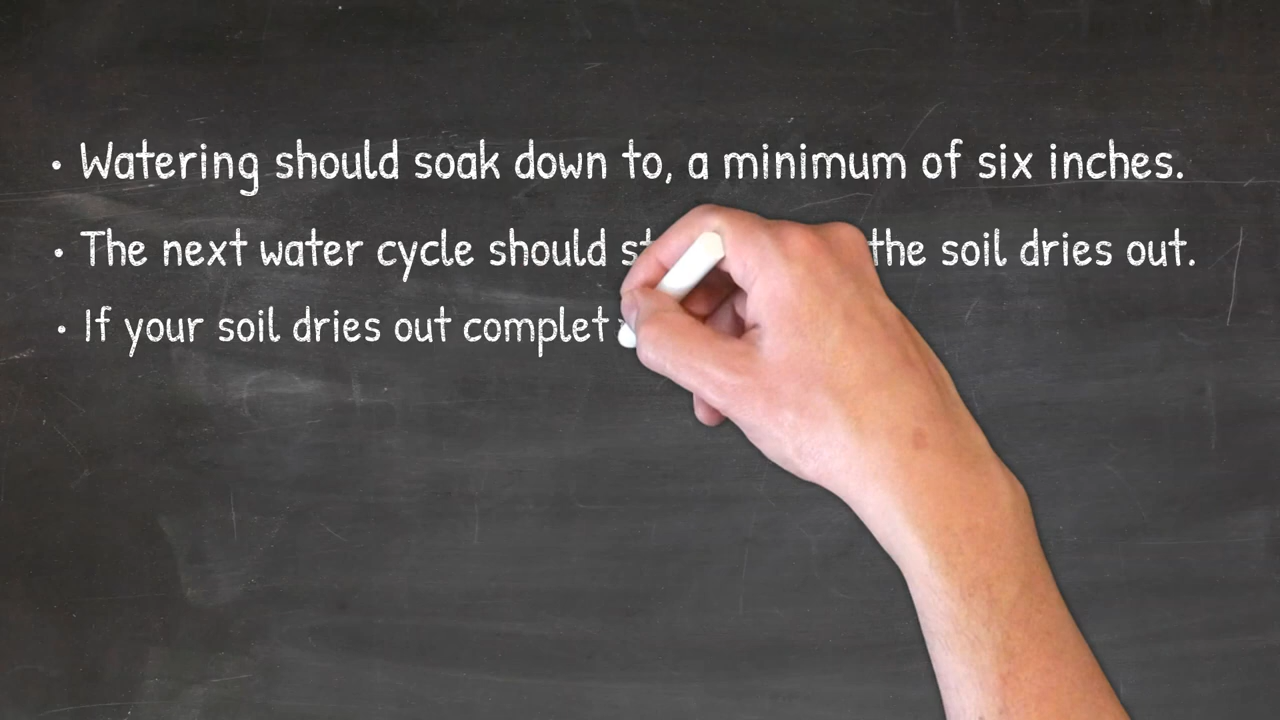 • Watering should soak down to, a minimum of six inches.
• The next water cycle should the soil dries out.
• If your soil dries out complet